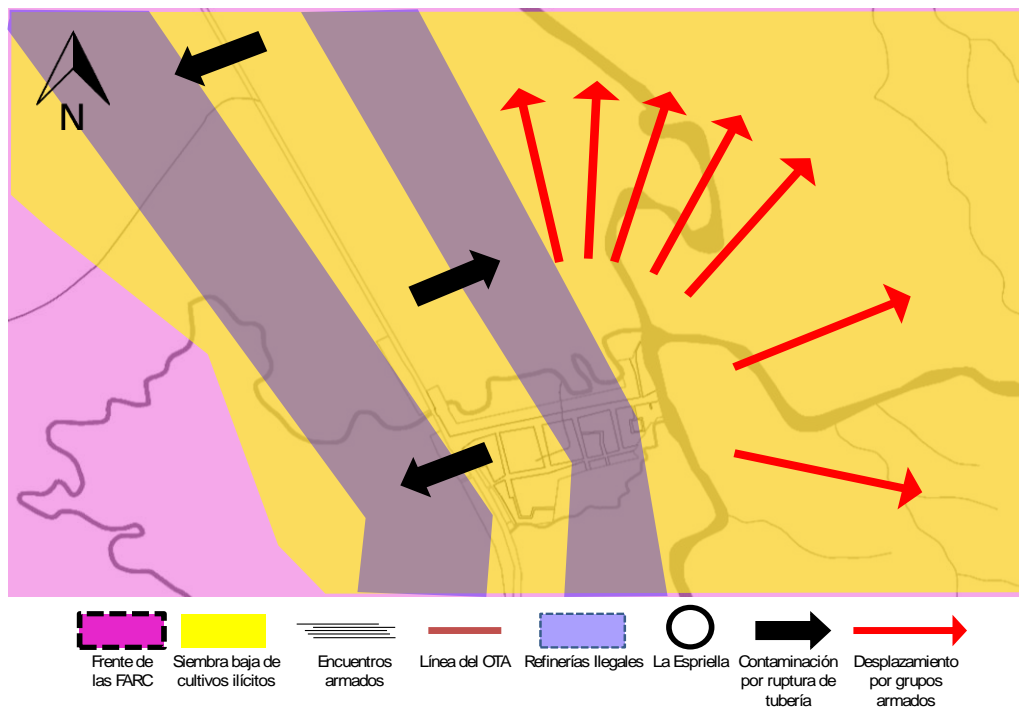 N
Frente de
las FARC
Siembra baja de
cultivos ilícitos
Encuentros
armados
Línea del OTA
Refinerías Ilegales
La Espriella
Contaminación
por ruptura de
tubería
Desplazamiento
por grupos
armados